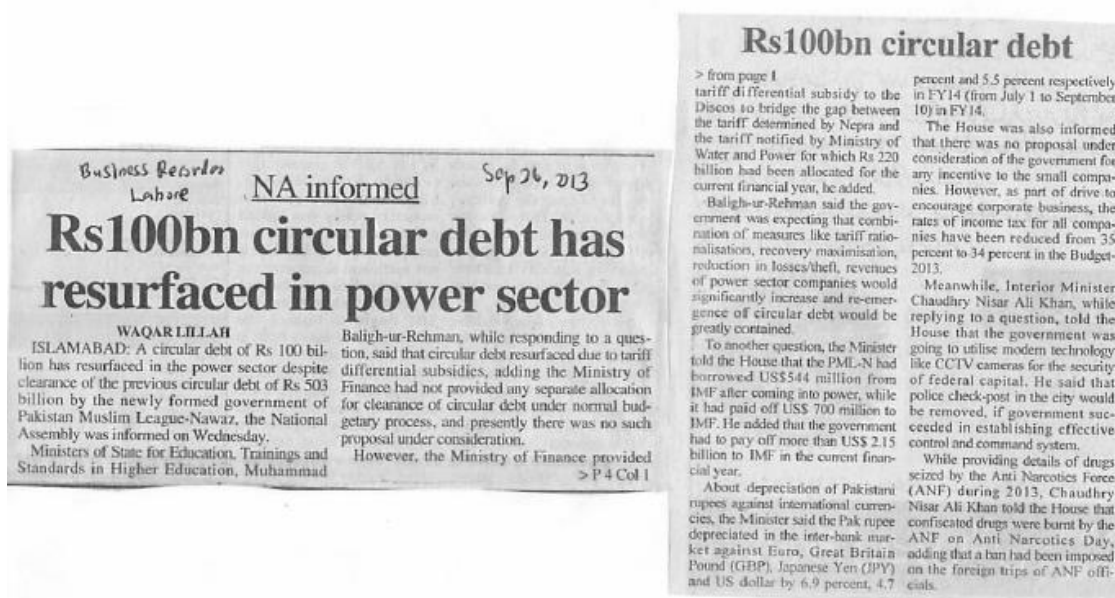 Business Recorder
Lahore
Sep 26, 2013
NA informed
Rs100bn circular debt has
resurfaced in power sector
WAQAR LILLAH
ISLAMABAD: A circular debt of Rs 100 bil-
lion has resurfaced in the power sector despite
clearance of the previous circular debt of Rs 503
billion by the newly formed government of
Pakistan Muslim League-Nawaz, the National
Assembly was informed on Wednesday.
Ministers of State for Education, Trainings and
Standards in Higher Education, Muhammad
Baligh-ur-Rehman, while responding to a ques-
tion, said that circular debt resurfaced due to tariff
differential subsidies, adding the Ministry of
Finance had not provided any separate allocation
for clearance of circular debt under normal bud-
getary process, and presently there was no such
proposal under consideration.
However, the Ministry of Finance provided
> P 4 Col 1
Rs100bn circular debt
> from page 1
tariff differential subsidy to the
Discos to bridge the gap between
the tariff determined by Nepra and
the tariff notified by Ministry of
Water and Power for which Rs 220
billion had been allocated for the
current financial year, he added.
Baligh-ur-Rehman said the gov-
ernment was expecting that combi-
nation of measures like tariff ratio-
nalisation, recovery maximisation,
reduction in losses/theft, revenues
of power sector companies would
significantly increase and re-emer-
gence of circular debt would be
greatly contained.
To another question, the Minister
told the House that the PML-N had
borrowed US$544 million from
IMF after coming into power, while
it had paid off US$ 700 million to
IMF. He added that the government
had to pay off more than US$ 2.15
billion to IMF in the current finan-
cial year.
About depreciation of Pakistani
rupees against international curren-
cies, the Minister said the Pak rupee
depreciated in the inter-bank mar-
ket against Euro, Great Britain
Pound (GBP), Japanese Yen (JPY)
and US dollar by 6.9 percent, 4.7
percent and 5.5 percent respectively
in FY14 (from July 1 to September
10) in FY14.
The House was also informed
that there was no proposal under
consideration of the government for
any incentive to the small compa-
nies. However, as part of drive to
encourage corporate business, the
rates of income tax for all compa-
nies have been reduced from 35
percent to 34 percent in the Budget-
2013.
Meanwhile, Interior Minister
Chaudhry Nisar Ali Khan, while
replying to a question, told the
House that the government was
going to utilise modern technology
like CCTV cameras for the security
of federal capital. He said that
police check-post in the city would
be removed, if government suc-
ceeded in establishing effective
control and command system.
While providing details of drugs
seized by the Anti Narcotics Force
(ANF) during 2013, Chaudhry
Nisar Ali Khan told the House that
confiscated drugs were burnt by the
ANF on Anti Narcotics Day,
adding that a ban had been imposed
on the foreign trips of ANF offi-
cials.